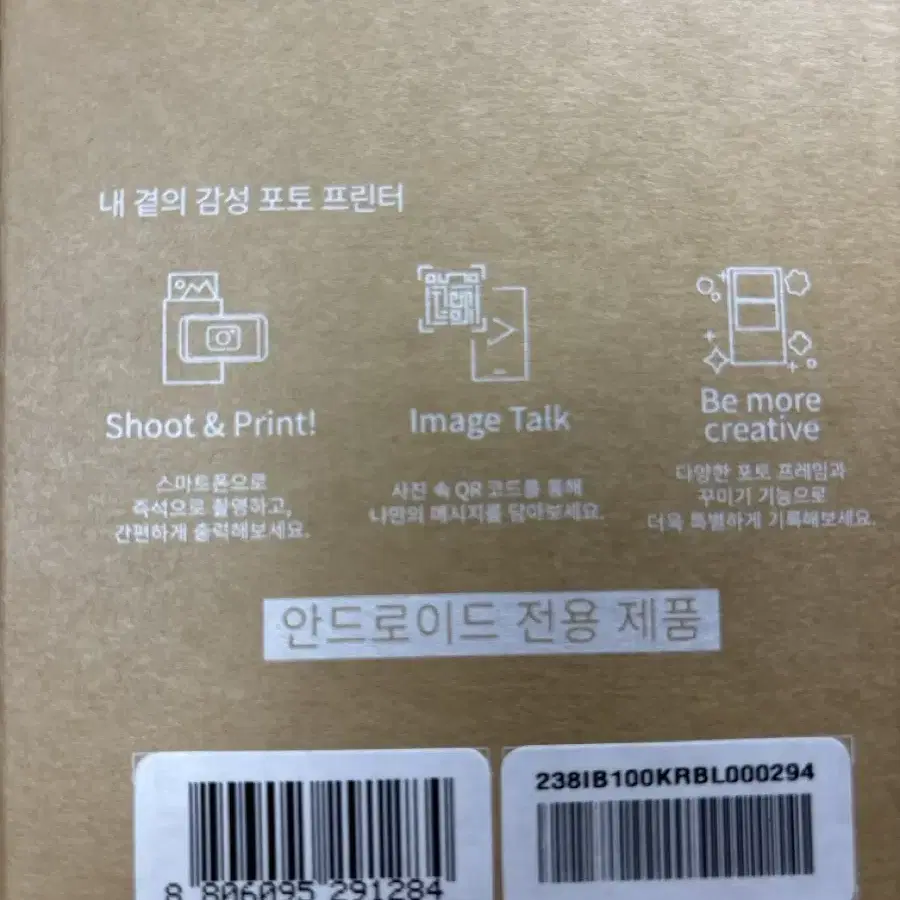 내 곁의 감성 포토 프린터
Shoot & Print!
스마트폰으로
즉석으로 촬영하고,
간편하게 출력해보세요.
Image Talk
사진 속 QR 코드를 통해
나만의 메시지를 담아보세요.
Be more
creative
다양한 포토 프레임과
꾸미기 기능으로
더욱 특별하게 기록해보세요.
안드로이드 전용 제품
8 806095 291284
238IB100KRBL000294